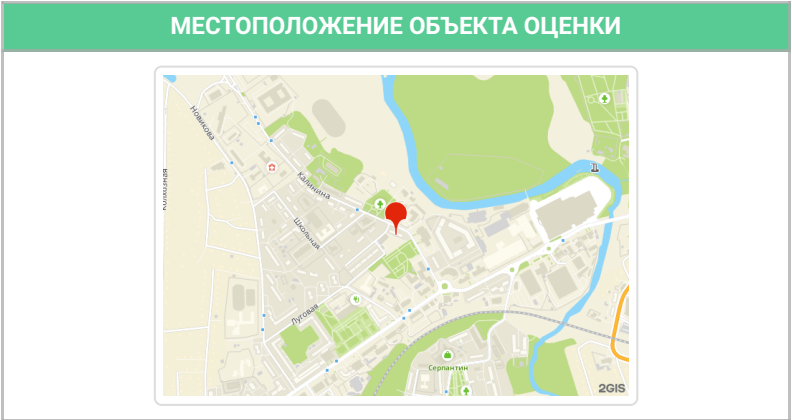 МЕСТОПОЛОЖЕНИЕ ОБЪЕКТА ОЦЕНКИ
Новикова
Калинина
Школьная
Луговая
Серпантин
2GIS